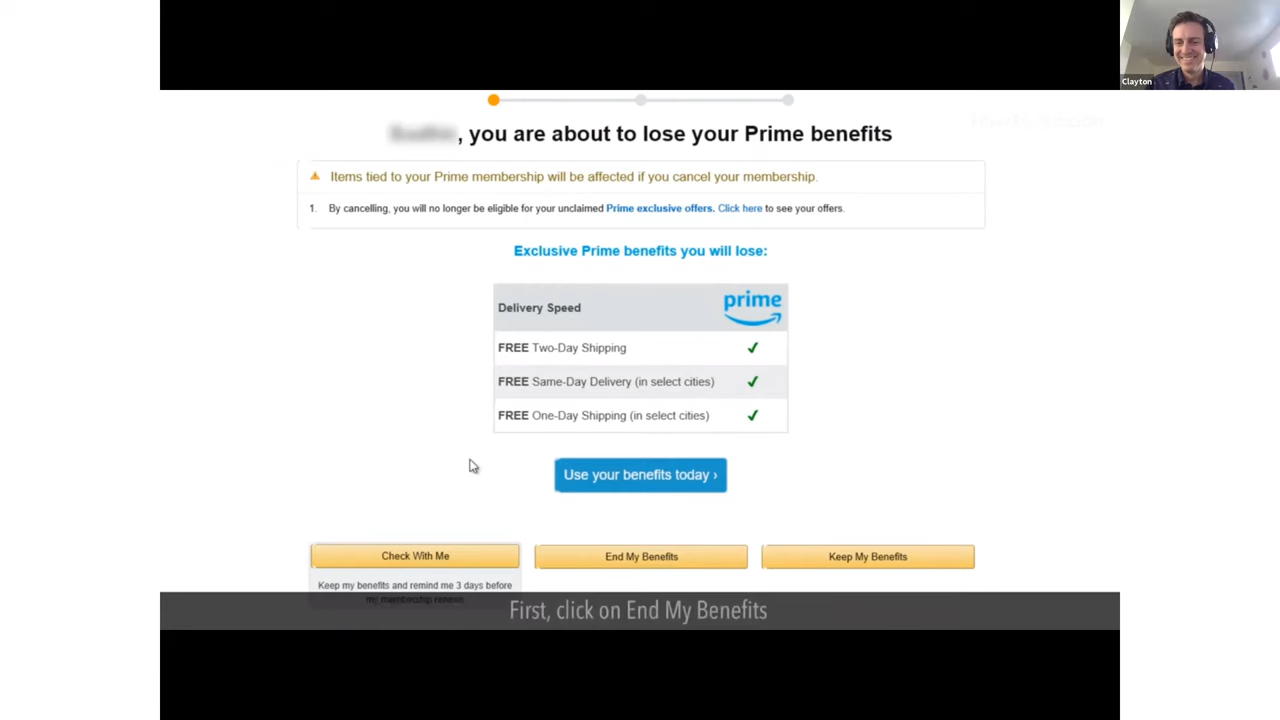 Clayton
, you are about to lose your Prime benefits
Items tied to your Prime membership will be affected if you cancel your membership.
1. By cancelling, you will no longer be eligible for your unclaimed Prime exclusive offers. Click here to see your offers.
Exclusive Prime benefits you will lose:
Delivery Speed prime
FREE Two-Day Shipping
FREE Same-Day Delivery (in select cities)
FREE One-Day Shipping (in select cities)
Use your benefits today ›
Check With Me End My Benefits Keep My Benefits
Keep my benefits and remind me 3 days before
my membership renews
First, click on End My Benefits